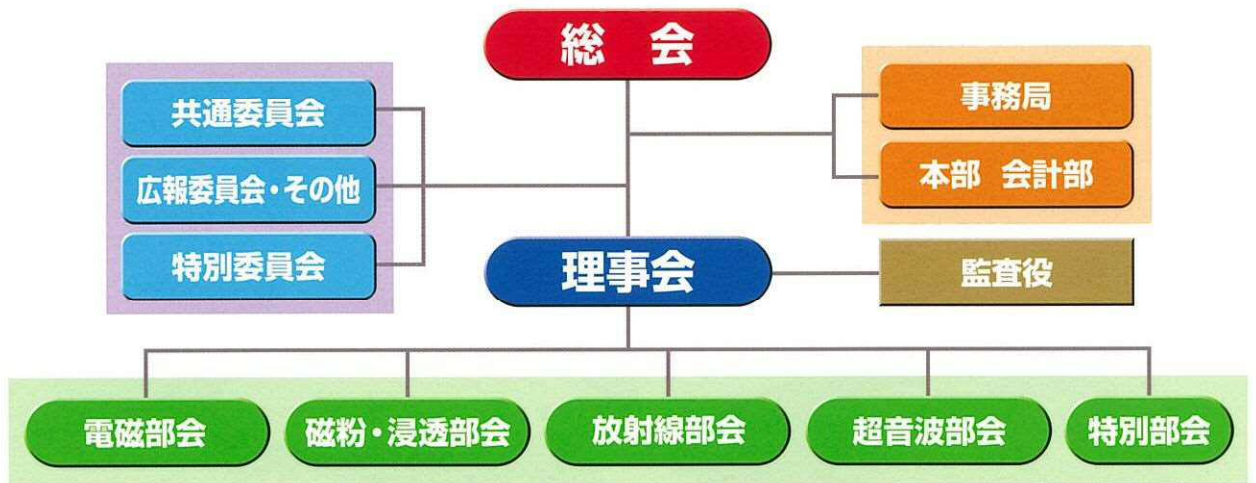 総 会
共通委員会
広報委員会・その他
特別委員会
事務局
本部 会計部
理事会
監査役
電磁部会
磁粉・浸透部会
放射線部会
超音波部会
特別部会